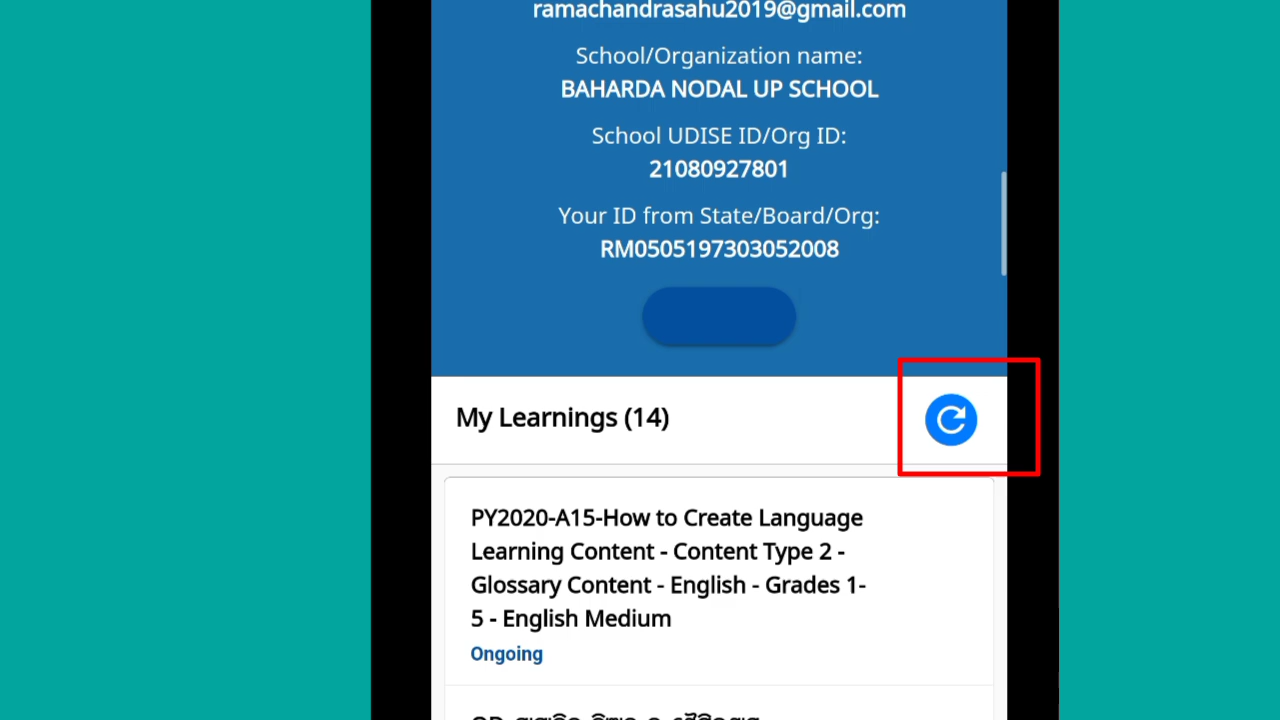 ramachandrasahu2019@gmail.com
School/Organization name:
BAHARDA NODAL UP SCHOOL
School UDISE ID/Org ID:
21080927801
Your ID from State/Board/Org:
RM0505197303052008
My Learnings (14)
PY2020-A15-How to Create Language
Learning Content - Content Type 2 -
Glossary Content - English - Grades 1-
5 - English Medium
Ongoing